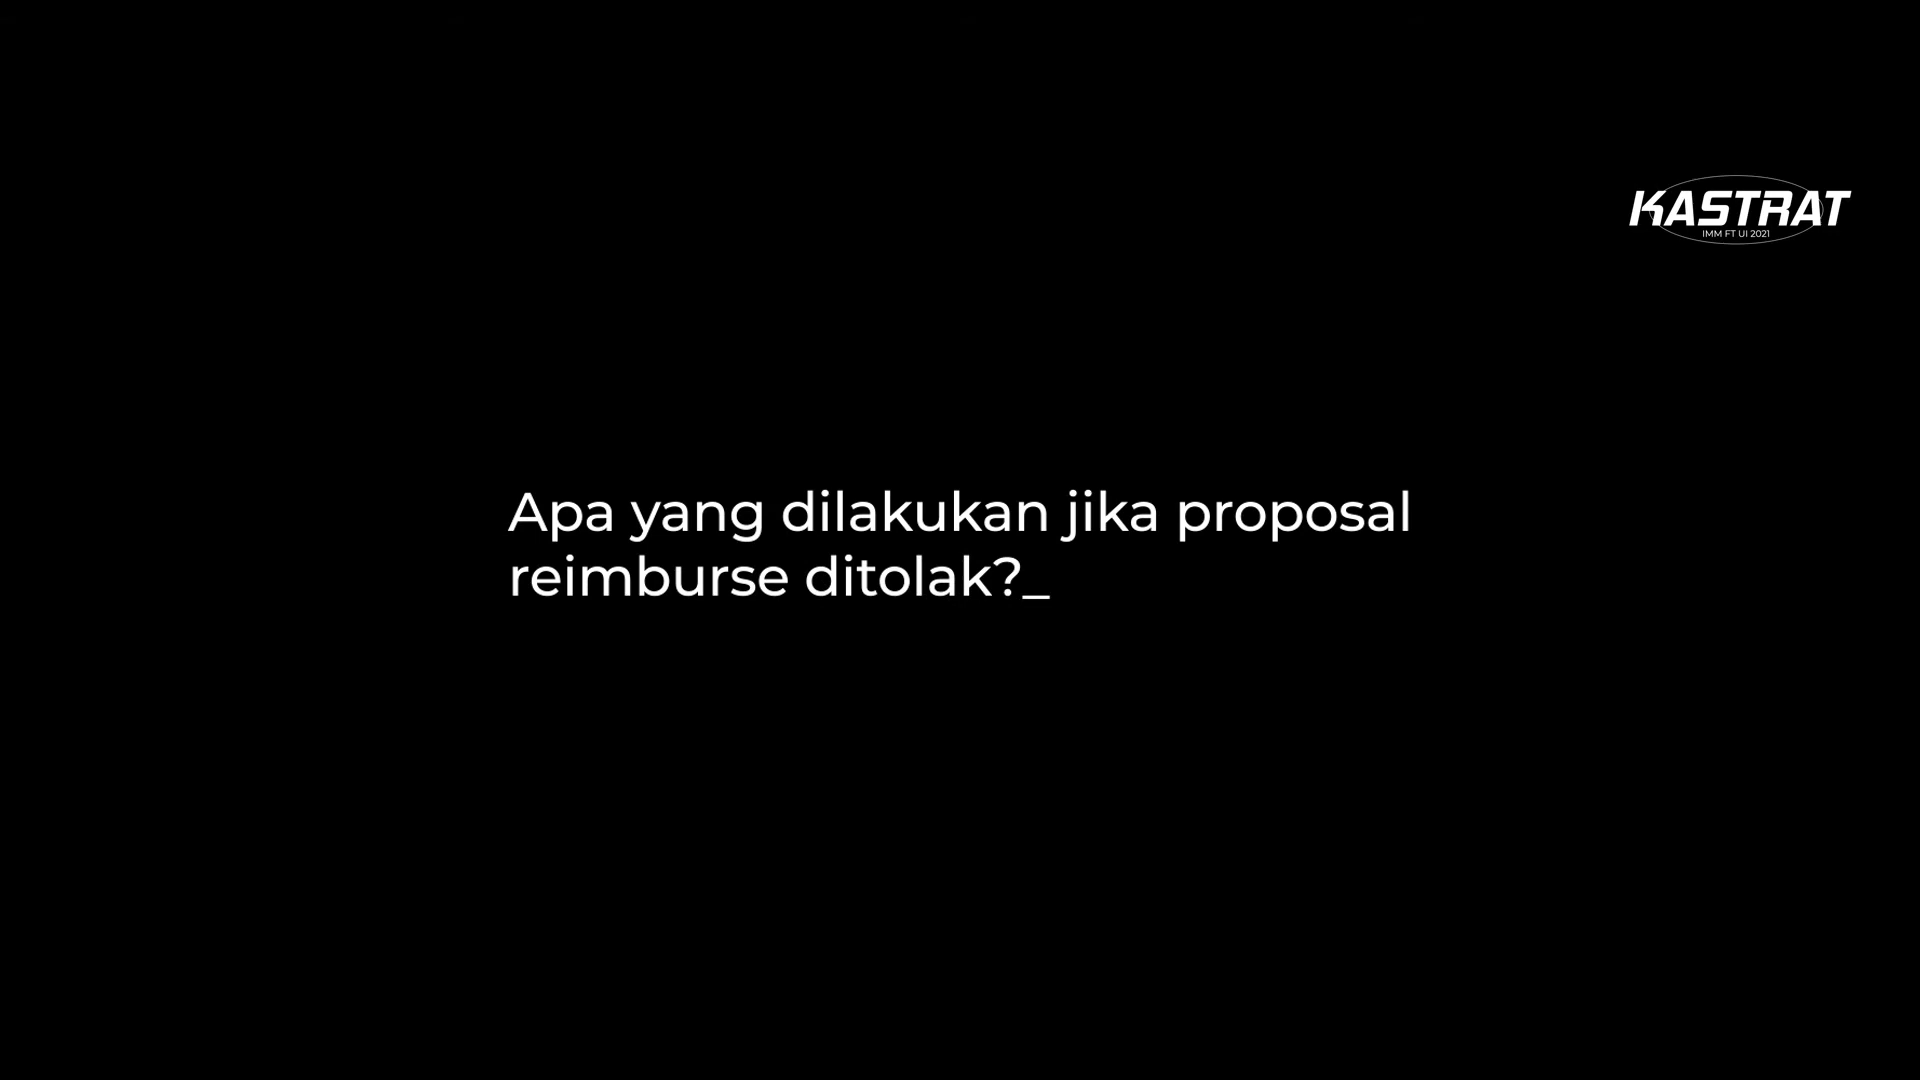 KASTRAT
IMM FT UI 2021
Apa yang dilakukan jika proposal
reimburse ditolak?_